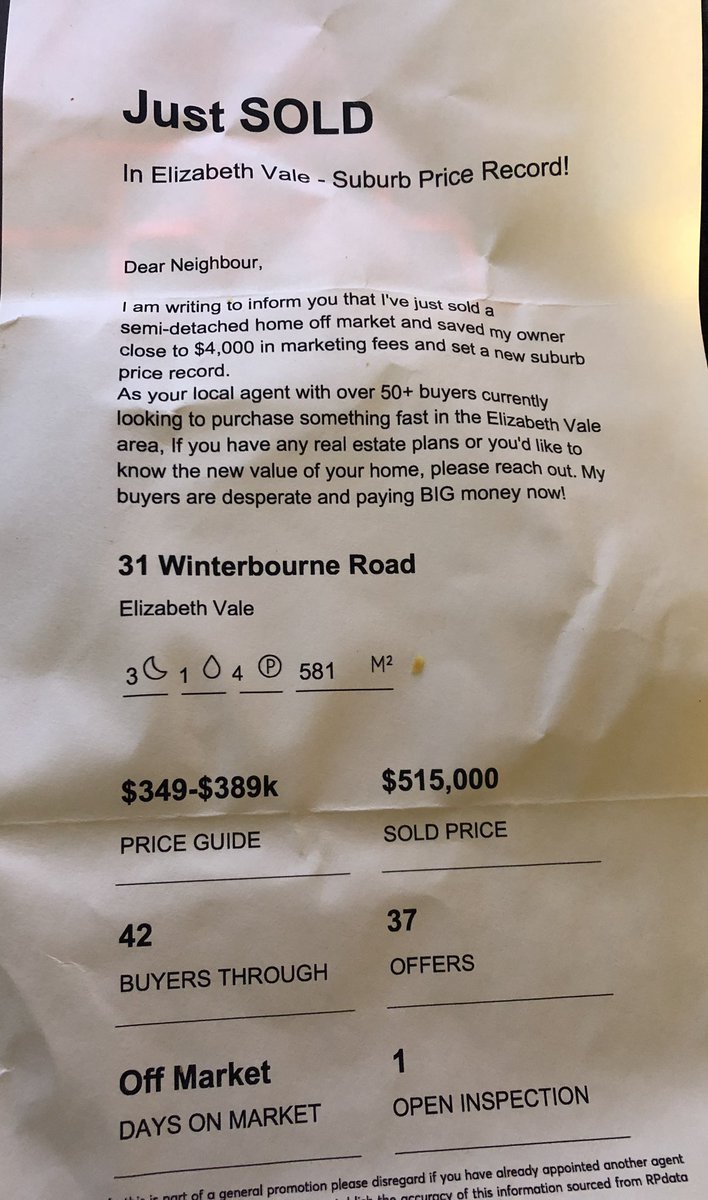 Just SOLD
In Elizabeth Vale - Suburb Price Record!
Dear Neighbour,
I am writing to inform you that I've just sold a
semi-detached home off market and saved my owner
close to $4,000 in marketing fees and set a new suburb
price record.
As your local agent with over 50+ buyers currently
looking to purchase something fast in the Elizabeth Vale
area, If you have any real estate plans or you'd like to
know the new value of your home, please reach out. My
buyers are desperate and paying BIG money now!
31 Winterbourne Road
Elizabeth Vale
3 1 4 P 581 M²
$349-$389k $515,000
PRICE GUIDE SOLD PRICE
42 37
BUYERS THROUGH OFFERS
Off Market 1
DAYS ON MARKET OPEN INSPECTION
is part of a general promotion please disregard if you have already appointed another agent
the accuracy of this information sourced from RPdata